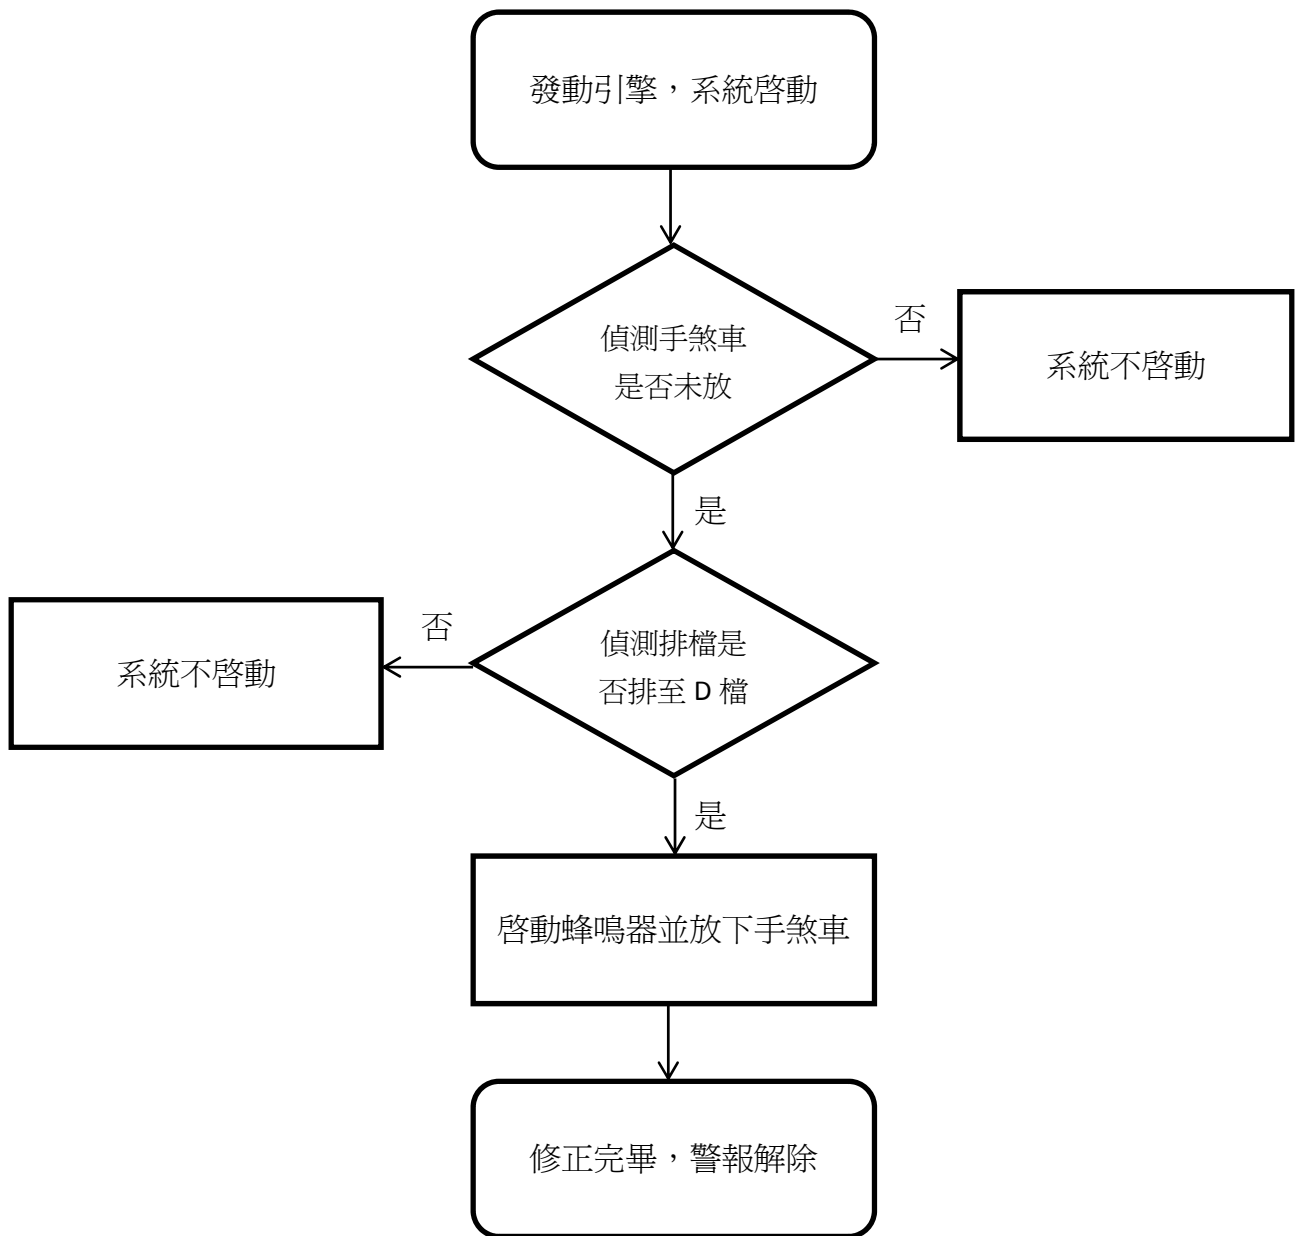 發動引擎，系統啓動
偵測手煞車
是否未放
否
系統不啓動
是
偵測排檔是
否排至 D 檔
否
系統不啓動
是
啓動蜂鳴器並放下手煞車
修正完畢，警報解除